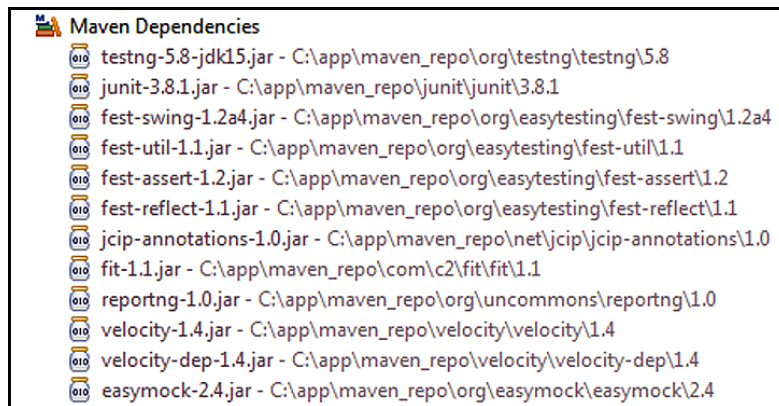 Maven Dependencies
testng-5.8-jdk15.jar - C:\app\maven_repo\org\testng\testng\5.8
junit-3.8.1.jar - C:\app\maven_repo\junit\junit\3.8.1
fest-swing-1.2a4.jar - C:\app\maven_repo\org\easytesting\fest-swing\1.2a4
fest-util-1.1.jar - C:\app\maven_repo\org\easytesting\fest-util\1.1
fest-assert-1.2.jar - C:\app\maven_repo\org\easytesting\fest-assert\1.2
fest-reflect-1.1.jar - C:\app\maven_repo\org\easytesting\fest-reflect\1.1
jcip-annotations-1.0.jar - C:\app\maven_repo\net\jcip\jcip-annotations\1.0
fit-1.1.jar - C:\app\maven_repo\com\c2\fit\fit\1.1
reportng-1.0.jar - C:\app\maven_repo\org\uncommons\reportng\1.0
velocity-1.4.jar - C:\app\maven_repo\velocity\velocity\1.4
velocity-dep-1.4.jar - C:\app\maven_repo\velocity\velocity-dep\1.4
easymock-2.4.jar - C:\app\maven_repo\org\easymock\easymock\2.4